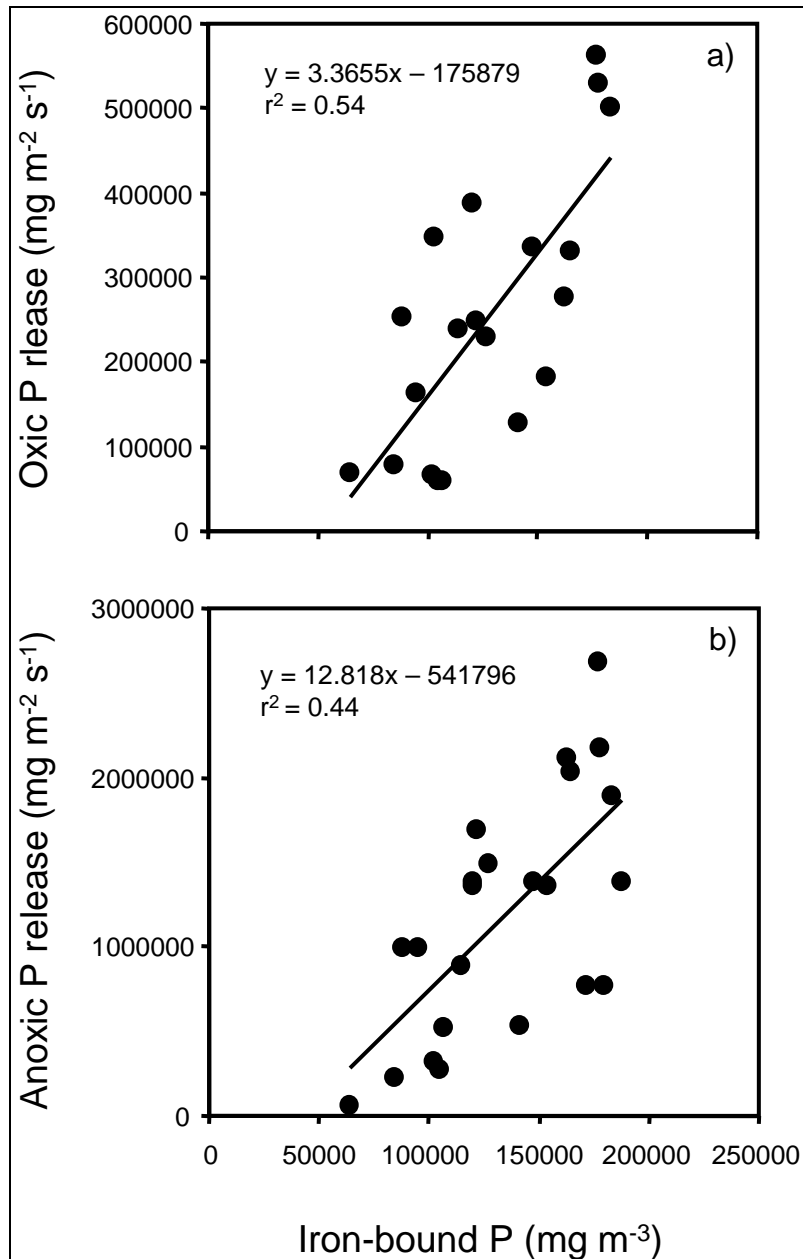 600000
500000
400000
300000
200000
100000
0
Oxic P rlease (mg m-2 s-1)
y = 3.3655x – 175879
r2 = 0.54
a)
3000000
2000000
1000000
0
Anoxic P release (mg m-2 s-1)
y = 12.818x – 541796
r2 = 0.44
b)
0 50000 100000 150000 200000 250000
Iron-bound P (mg m-3)